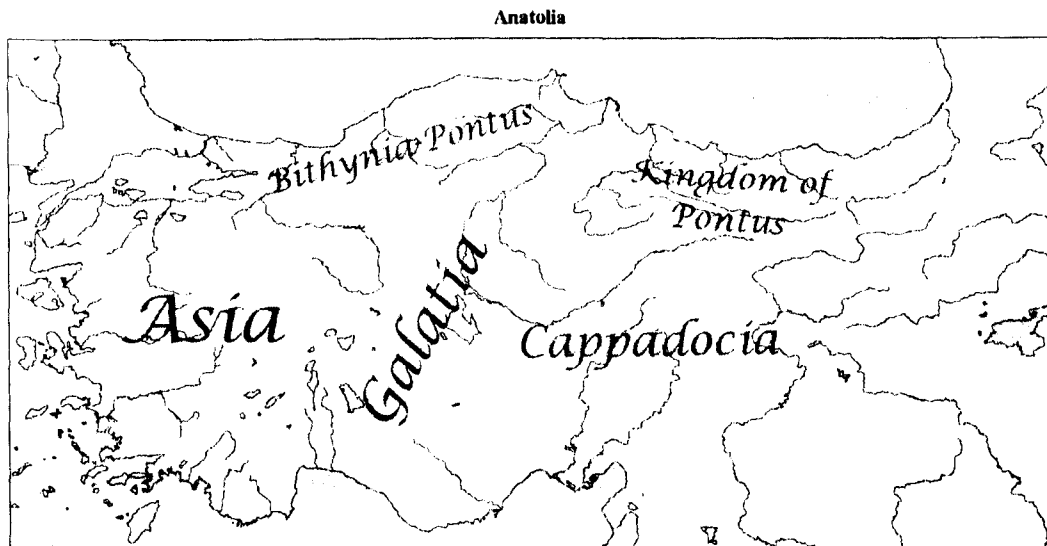 Anatolia
Bithynia-Pontus
Kingdom of
Pontus
Asia
Galatia
Cappadocia